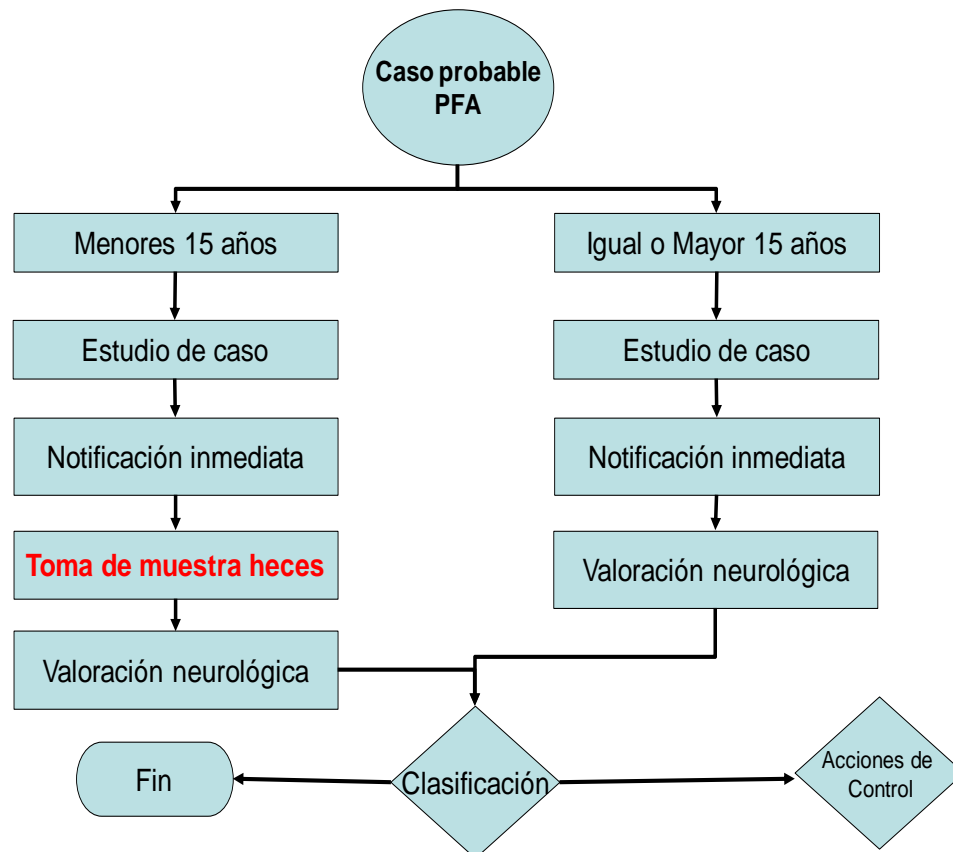 Caso probable
PFA
Menores 15 años
Igual o Mayor 15 años
Estudio de caso
Estudio de caso
Notificación inmediata
Notificación inmediata
Toma de muestra heces
Valoración neurológica
Valoración neurológica
Fin
Clasificación
Acciones de
Control